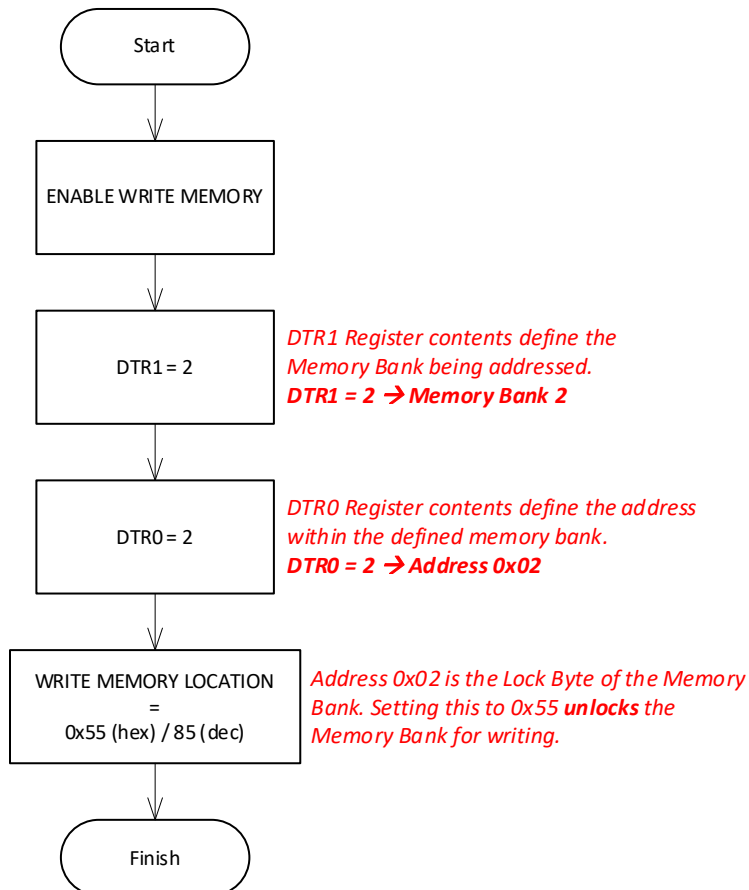 Start
ENABLE WRITE MEMORY
DTR1 = 2
DTR1 Register contents define the
Memory Bank being addressed.
DTR1 = 2 → Memory Bank 2
DTR0 = 2
DTR0 Register contents define the address
within the defined memory bank.
DTR0 = 2 → Address 0x02
WRITE MEMORY LOCATION
=
0x55 (hex) / 85 (dec)
Address 0x02 is the Lock Byte of the Memory
Bank. Setting this to 0x55 unlocks the
Memory Bank for writing.
Finish